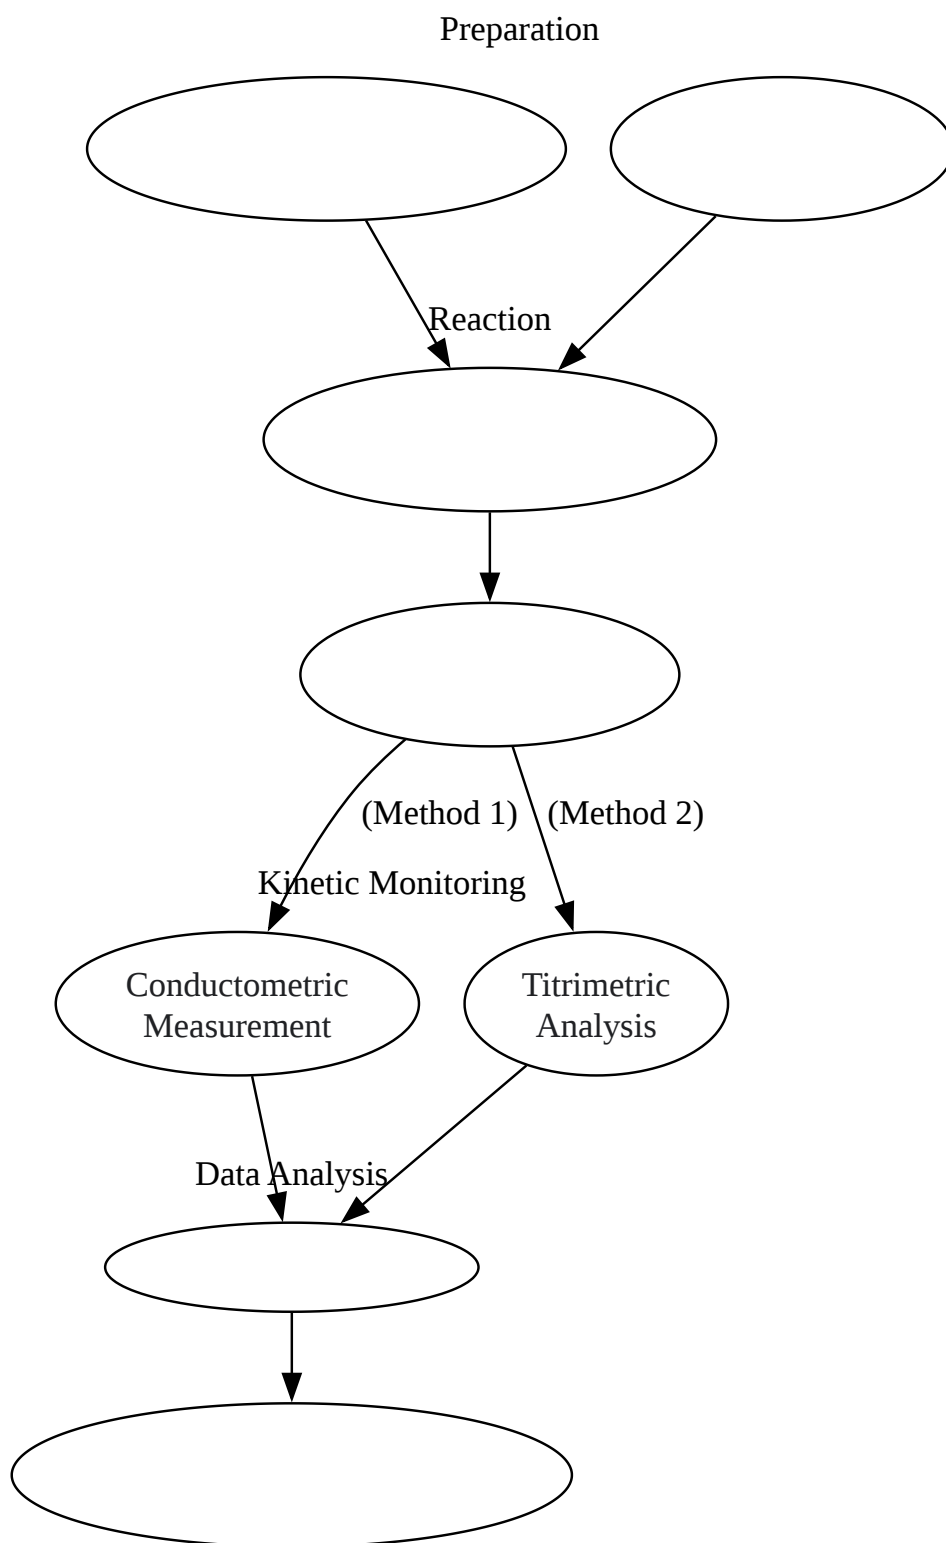 Preparation
Reaction
(Method 1)
(Method 2)
Kinetic Monitoring
Conductometric
Measurement
Titrimetric
Analysis
Data Analysis